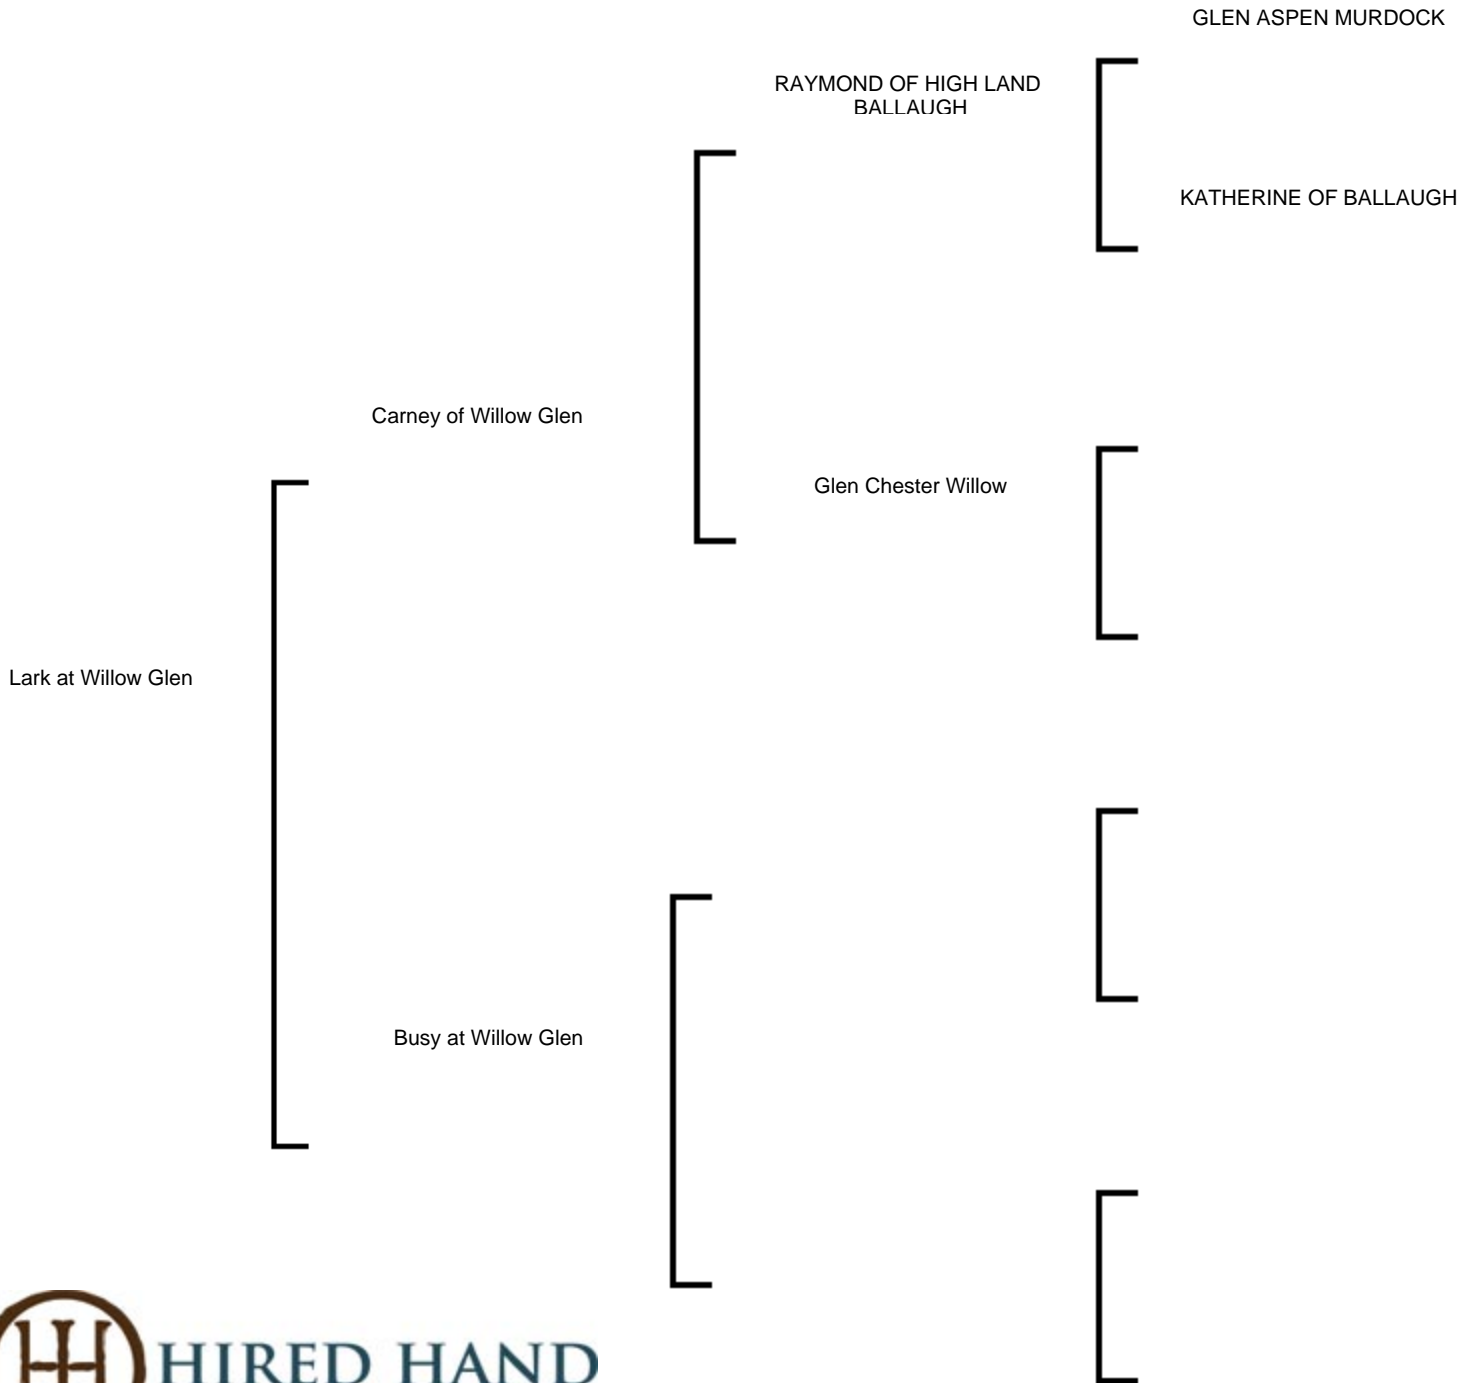 GLEN ASPEN MURDOCK
RAYMOND OF HIGH LAND
BALLAUGH
KATHERINE OF BALLAUGH
Carney of Willow Glen
Glen Chester Willow
Lark at Willow Glen
Busy at Willow Glen
HIRED HAND